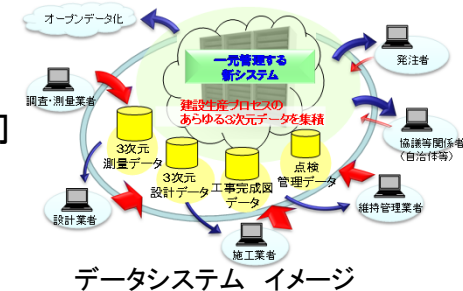 オープンデータ化
一元管理する
新システム
発注者
調査・測量業者
建設生産プロセスの
あらゆる3次元データを集積
協議等関係者
(自治体等)
3次元
測量データ
3次元
設計データ
工事完成図
データ
点検
管理データ
設計業者
維持管理業者
施工業者
データシステム イメージ